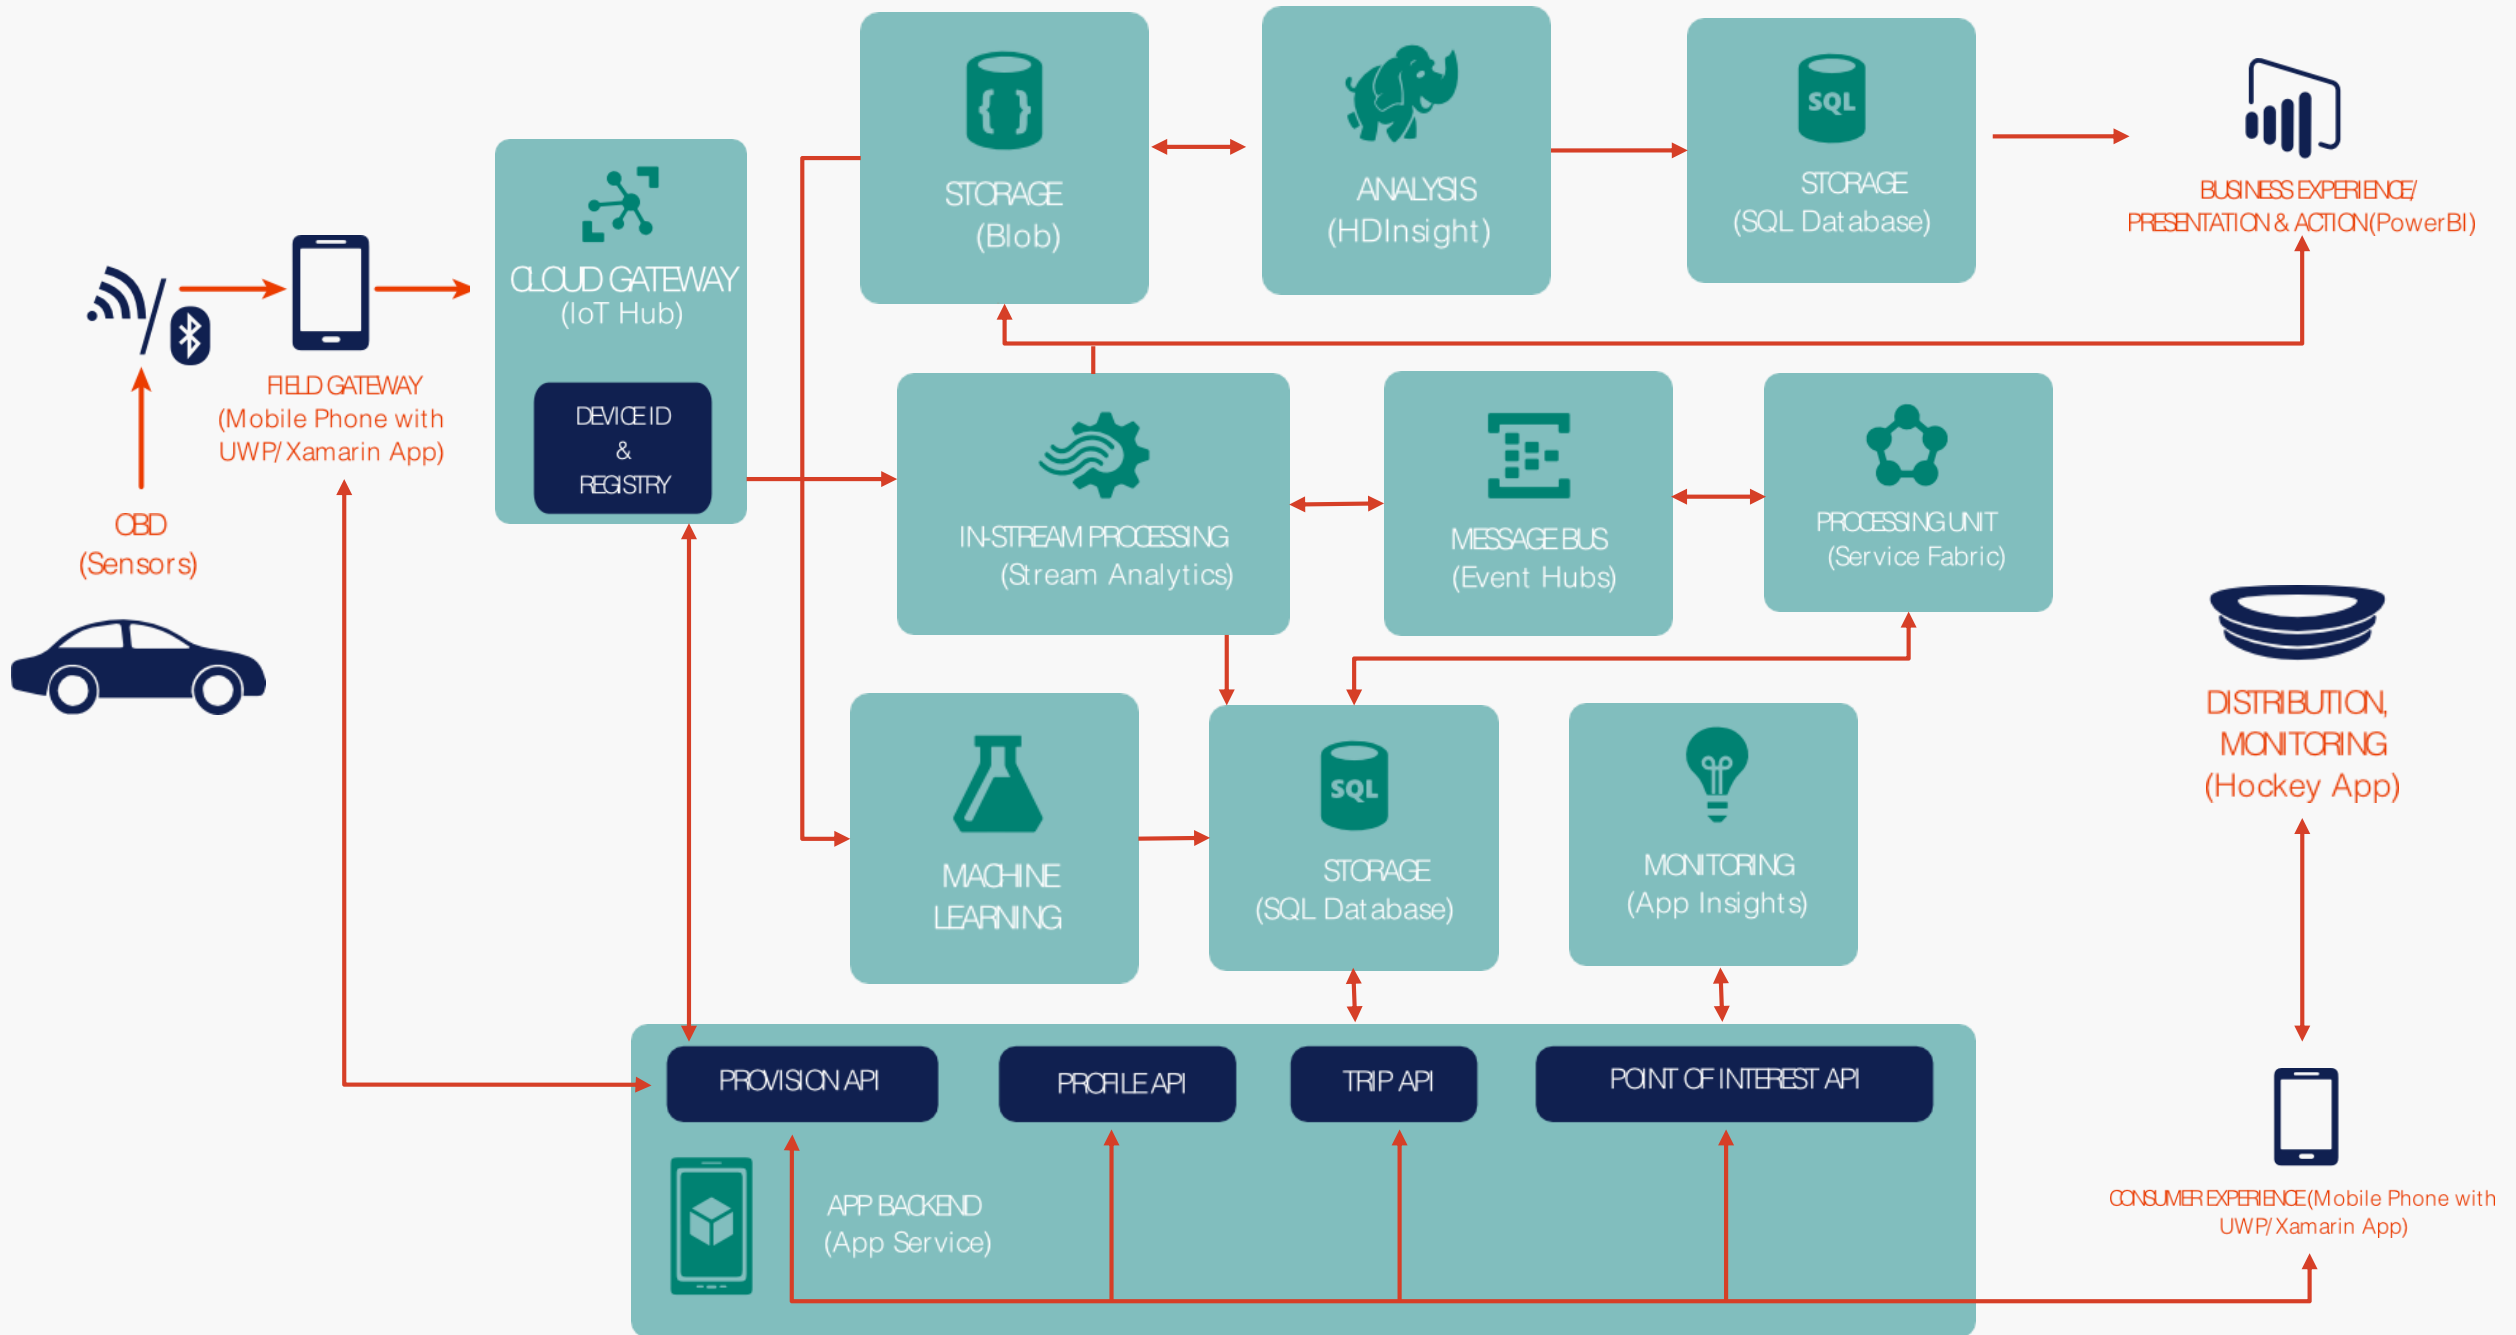 STORAGE
(Blob)
ANALYSIS
(HDInsight)
SQL
STORAGE
(SQL Database)
BUSINESS EXPERIENCE/
PRESENTATION & ACTION(PowerBI)
CLOUD GATEWAY
(IoT Hub)
DEVICE ID
&
REGISTRY
FIELD GATEWAY
(Mobile Phone with
UWP/Xamarin App)
OBD
(Sensors)
IN-STREAM PROCESSING
(Stream Analytics)
MESSAGE BUS
(Event Hubs)
PROCESSING UNIT
(Service Fabric)
DISTRIBUTION,
MONITORING
(Hockey App)
MACHINE
LEARNING
SQL
STORAGE
(SQL Database)
MONITORING
(App Insights)
PROVISION API
PROFILE API
TRIP API
POINT OF INTEREST API
APP BACKEND
(App Service)
CONSUMER EXPERIENCE(Mobile Phone with
UWP/Xamarin App)